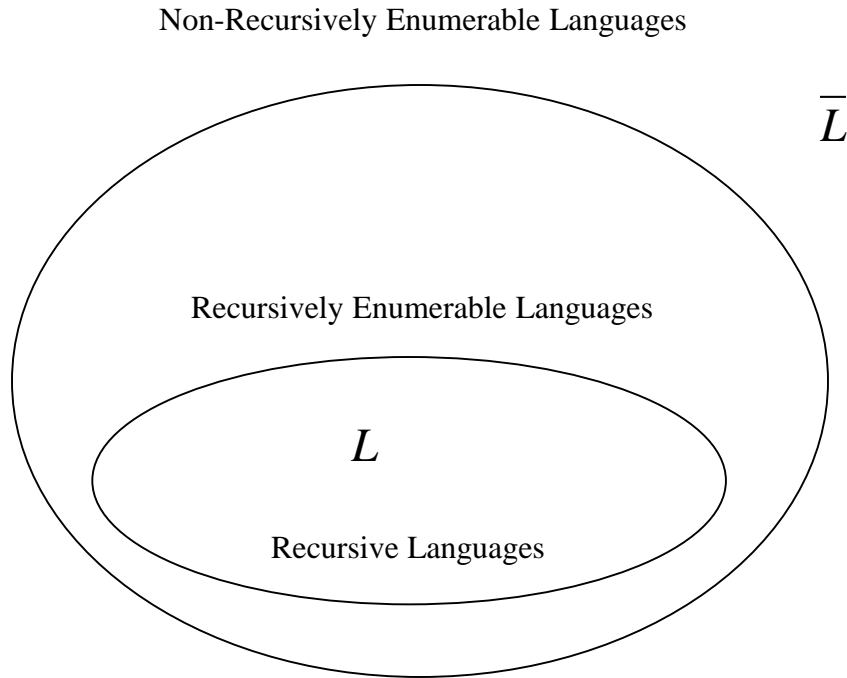 Non-Recursively Enumerable Languages
L̅
Recursively Enumerable Languages
L
Recursive Languages